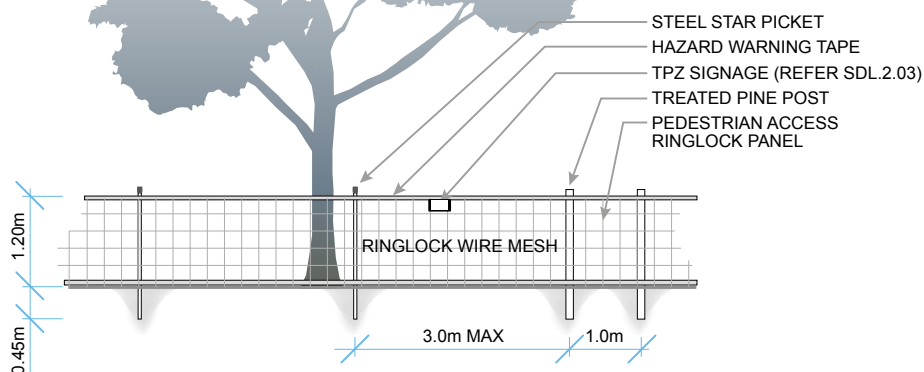 STEEL STAR PICKET
HAZARD WARNING TAPE
TPZ SIGNAGE (REFER SDL.2.03)
TREATED PINE POST
PEDESTRIAN ACCESS
RINGLOCK PANEL
1.20m
RINGLOCK WIRE MESH
0.45m
3.0m MAX
1.0m